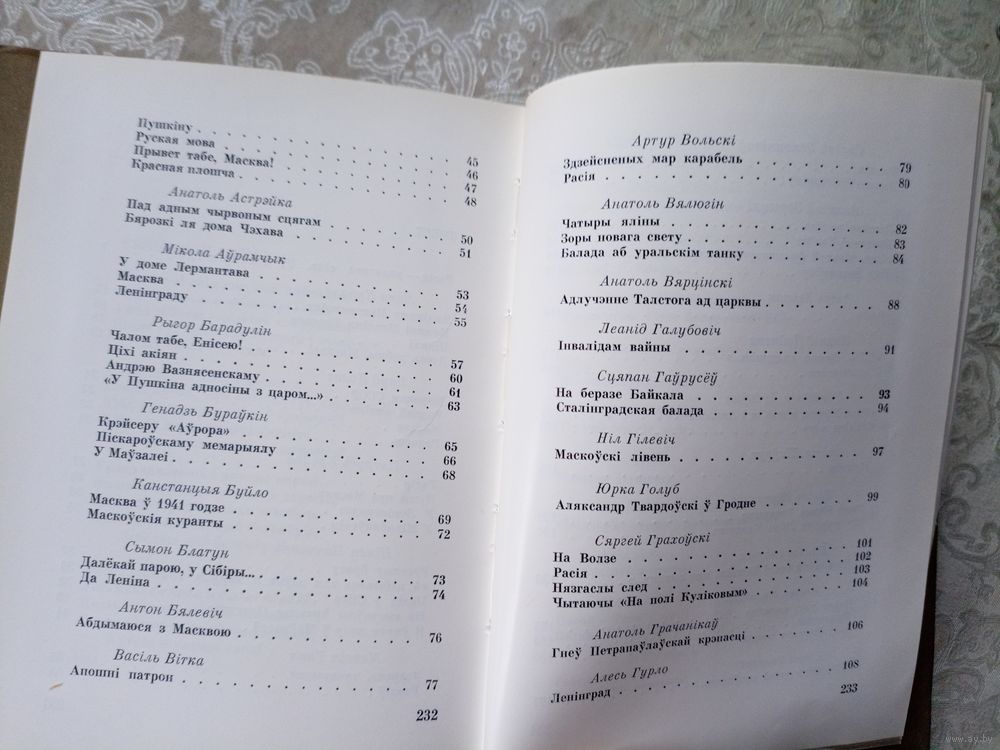 Пушкіну . . . . . . . . . . . . 45
Руская мова . . . . . . . . . . . . 46
Прывет табе, Масква! . . . . . . . . . . . . 47
Красная плошча . . . . . . . . . . . . 48
Анатоль Астрэйка
Пад адным чырвоным сцягам . . . . . . . . . . 50
Бярозкі ля дома Чэхава . . . . . . . . . . 51
Мікола Аўрамчык
У доме Лермантава . . . . . . . . . . 53
Масква . . . . . . . . . . . . 54
Ленінграду . . . . . . . . . . . . 55
Рыгор Барадулін
Чалом табе, Енісею! . . . . . . . . . . 57
Ціхі акіян . . . . . . . . . . . . 60
Андрэю Вазнясенскаму . . . . . . . . . . 61
«У Пушкіна адносіны з царом...» . . . . . . . . 63
Генадзь Бураўкін
Крэйсеру «Аўрора» . . . . . . . . . . 65
Піскароўскаму мемарыялу . . . . . . . . . . 66
У Маўзалеі . . . . . . . . . . . . 68
Канстанцыя Буйло
Масква ў 1941 годзе . . . . . . . . . . 69
Маскоўскія куранты . . . . . . . . . . 72
Сымон Блатун
Далёкай парою, у Сібіры... . . . . . . . . . . 73
Да Леніна . . . . . . . . . . . . 74
Антон Бялевіч
Абдымаюся з Масквою . . . . . . . . . . 76
Васіль Вітка
Апошні патрон . . . . . . . . . . . . 77
232
Артур Вольскі
Здзейсненых мар карабель . . . . . . . . 79
Расія . . . . . . . . . . . . 80
Анатоль Вялюгін
Чатыры яліны . . . . . . . . . . 82
Зоры новага свету . . . . . . . . . . 83
Балада аб уральскім танку . . . . . . . . 84
Анатоль Вярцінскі
Адлучэнне Талстога ад царквы . . . . . . . . 88
Леанід Галубовіч
Інвалідам вайны . . . . . . . . . . 91
Сцяпан Гаўрусёў
На беразе Байкала . . . . . . . . . . 93
Сталінградская балада . . . . . . . . . . 94
Ніл Гілевіч
Маскоўскі лівень . . . . . . . . . . 97
Юрка Голуб
Аляксандр Твардоўскі ў Гродне . . . . . . . . 99
Сяргей Грахоўскі
На Волзе . . . . . . . . . . . . 101
Расія . . . . . . . . . . . . 102
Нязгаслы след . . . . . . . . . . 103
Чытаючы «На полі Куліковым» . . . . . . . . 104
Анатоль Грачанікаў
Гнеў Петрапаўлаўскай крэпасці . . . . . . . . 106
Алесь Гурло
Ленінград . . . . . . . . . . . . 108
233
www.ay.by